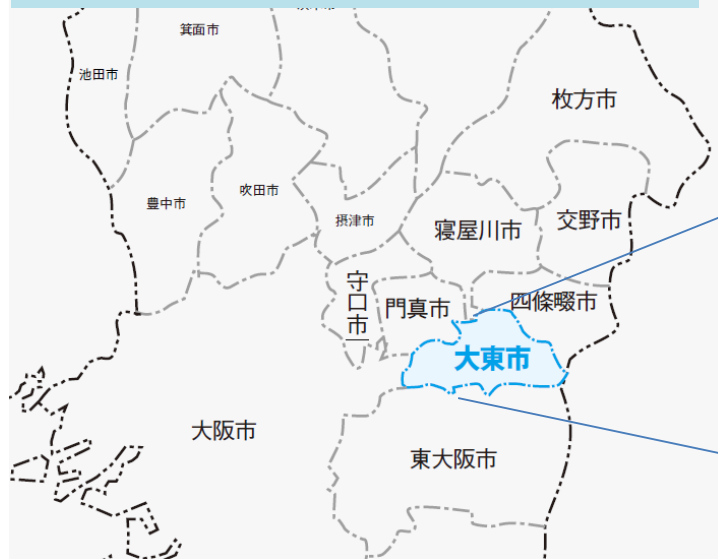 箕面市
池田市
枚方市
豊中市
吹田市
摂津市
寝屋川市
交野市
守口市
門真市
四條畷市
大東市
大阪市
東大阪市